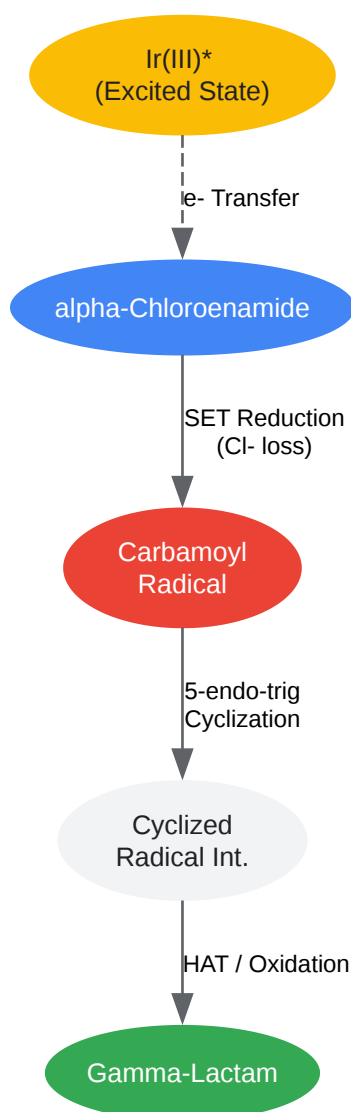 Ir(III)*
(Excited State)
e- Transfer
alpha-Chloroenamide
SET Reduction
(Cl- loss)
Carbamoyl
Radical
5-endo-trig
Cyclization
Cyclized
Radical Int.
HAT / Oxidation
Gamma-Lactam